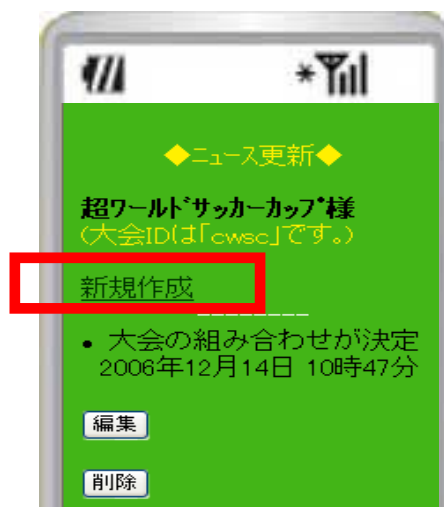 ◆ニュース更新◆
超ワールドサッカーカップ様
(大会IDは「cwsc」です。)
新規作成
--------
• 大会の組み合わせが決定
2006年12月14日 10時47分
編集
削除